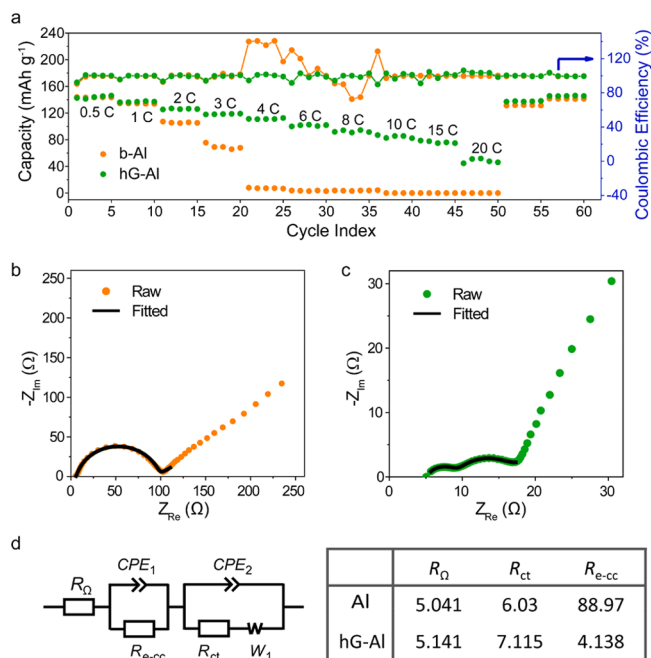 a
Capacity (mAh g⁻¹)
240
200
160
120
80
40
0
0.5 C
1 C
2 C
3 C
4 C
6 C
8 C
10 C
15 C
20 C
b-Al
hG-Al
120
80
40
0
-40
Coulombic Efficiency (%)
0 5 10 15 20 25 30 35 40 45 50 55 60
Cycle Index
b
-Z_Im (Ω)
250
200
150
100
50
0
Raw
Fitted
0 50 100 150 200 250
Z_Re (Ω)
c
-Z_Im (Ω)
30
20
10
0
Raw
Fitted
0 10 20 30
Z_Re (Ω)
d
R_Ω
CPE₁
R_e-cc
CPE₂
R_ct
W₁
R_Ω R_ct R_e-cc
Al 5.041 6.03 88.97
hG-Al 5.141 7.115 4.138